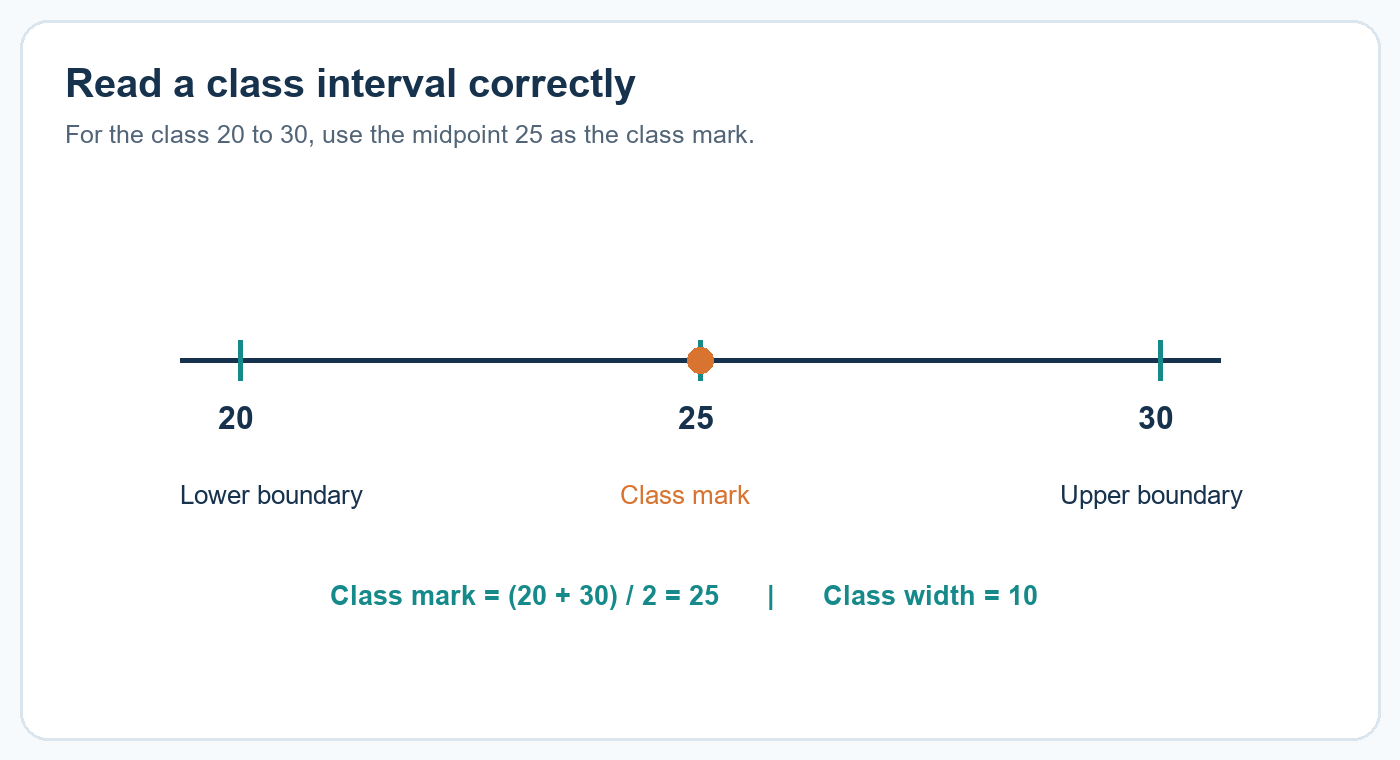 Read a class interval correctly
For the class 20 to 30, use the midpoint 25 as the class mark.
20 25 30
Lower boundary Class mark Upper boundary
Class mark = (20 + 30) / 2 = 25 | Class width = 10